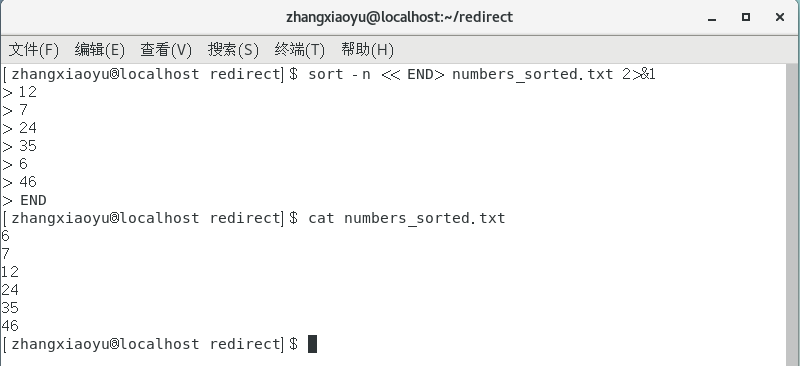 zhangxiaoyu@localhost:~/redirect
文件(F) 编辑(E) 查看(V) 搜索(S) 终端(T) 帮助(H)
[zhangxiaoyu@localhost redirect]$ sort -n << END> numbers_sorted.txt 2>&1
> 12
> 7
> 24
> 35
> 6
> 46
> END
[zhangxiaoyu@localhost redirect]$ cat numbers_sorted.txt
6
7
12
24
35
46
[zhangxiaoyu@localhost redirect]$